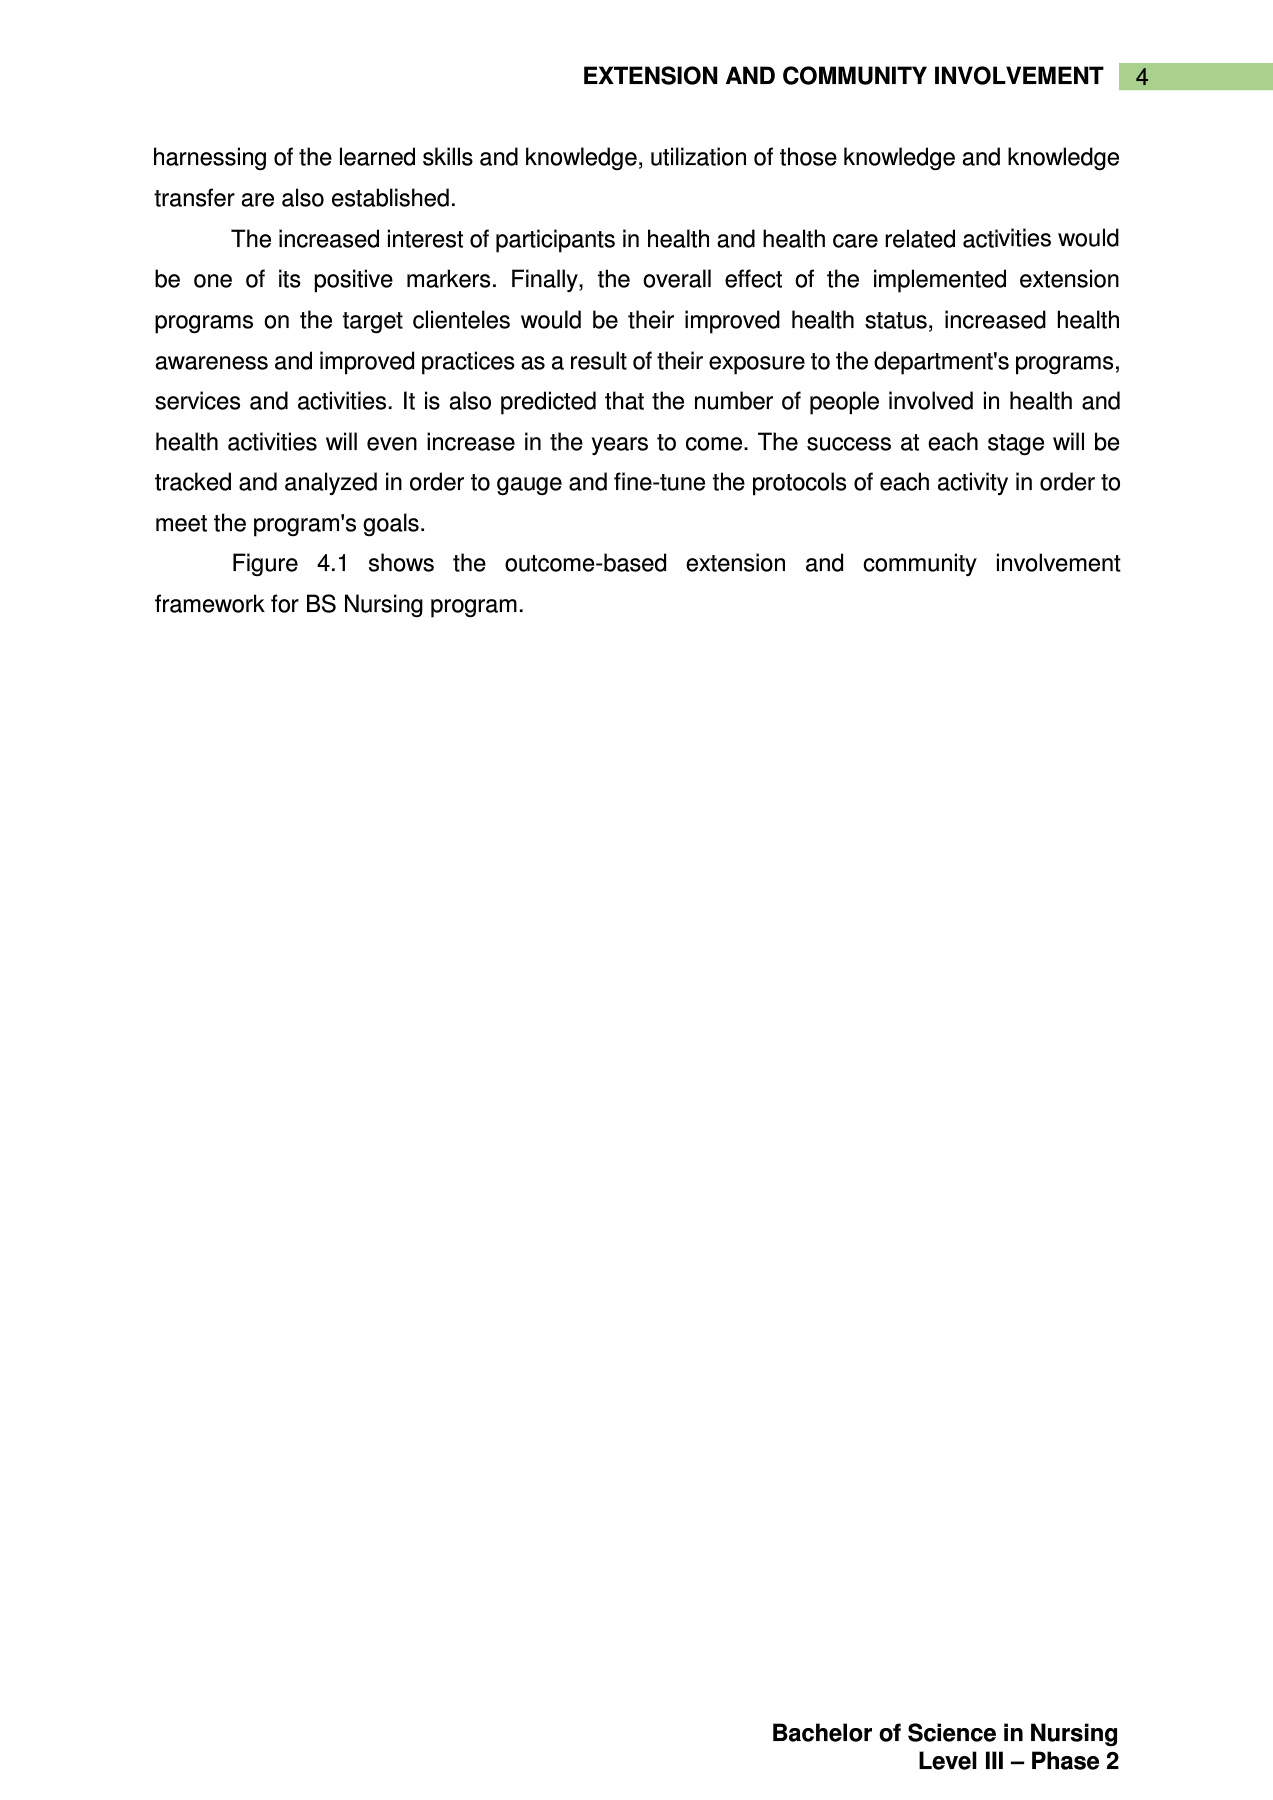 EXTENSION AND COMMUNITY INVOLVEMENT 4
harnessing of the learned skills and knowledge, utilization of those knowledge and knowledge
transfer are also established.
The increased interest of participants in health and health care related activities would
be one of its positive markers. Finally, the overall effect of the implemented extension
programs on the target clienteles would be their improved health status, increased health
awareness and improved practices as a result of their exposure to the department's programs,
services and activities. It is also predicted that the number of people involved in health and
health activities will even increase in the years to come. The success at each stage will be
tracked and analyzed in order to gauge and fine-tune the protocols of each activity in order to
meet the program's goals.
Figure 4.1 shows the outcome-based extension and community involvement
framework for BS Nursing program.
Bachelor of Science in Nursing
Level III – Phase 2